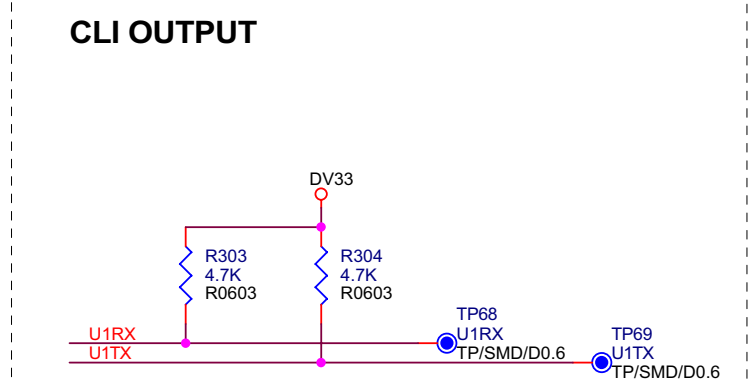 CLI OUTPUT
DV33
R303
4.7K
R0603
R304
4.7K
R0603
U1RX
U1TX
TP68
U1RX
TP/SMD/D0.6
TP69
U1TX
TP/SMD/D0.6